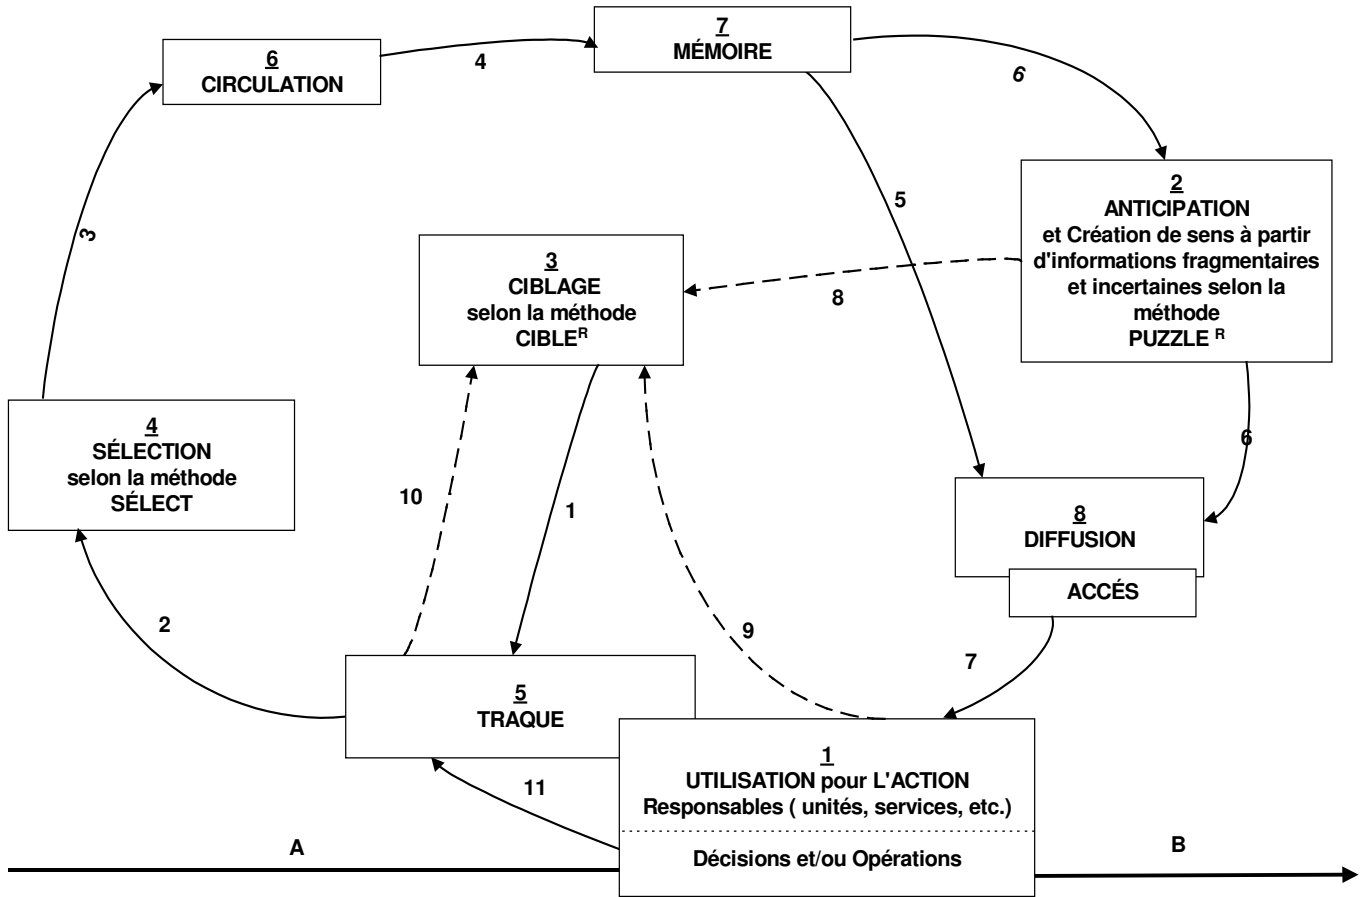 7
MÉMOIRE
6
CIRCULATION
4
6
3
5
2
ANTICIPATION
et Création de sens à partir
d'informations fragmentaires
et incertaines selon la
méthode
PUZZLE R
3
CIBLAGE
selon la méthode
CIBLER
8
4
SÉLECTION
selon la méthode
SÉLECT
6
10
1
8
DIFFUSION
ACCÉS
2
9
7
5
TRAQUE
11
1
UTILISATION pour L'ACTION
Responsables ( unités, services, etc.)
Décisions et/ou Opérations
A
B